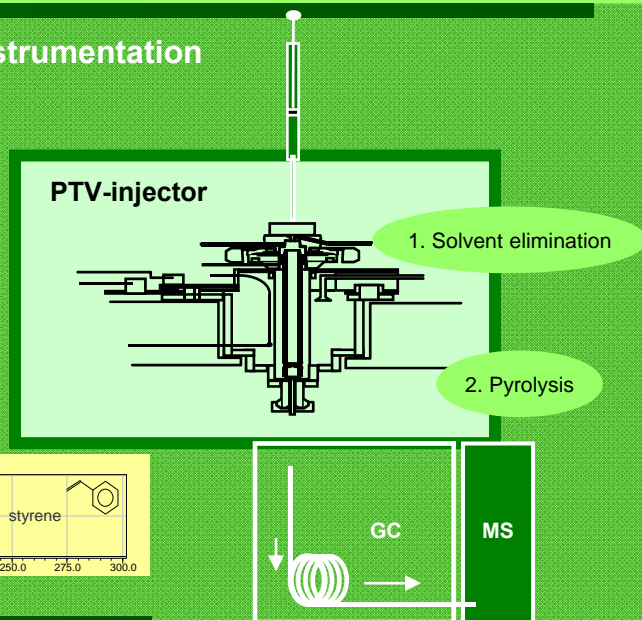 strumentation
PTV-injector
1. Solvent elimination
2. Pyrolysis
styrene
250.0 275.0 300.0
GC
MS